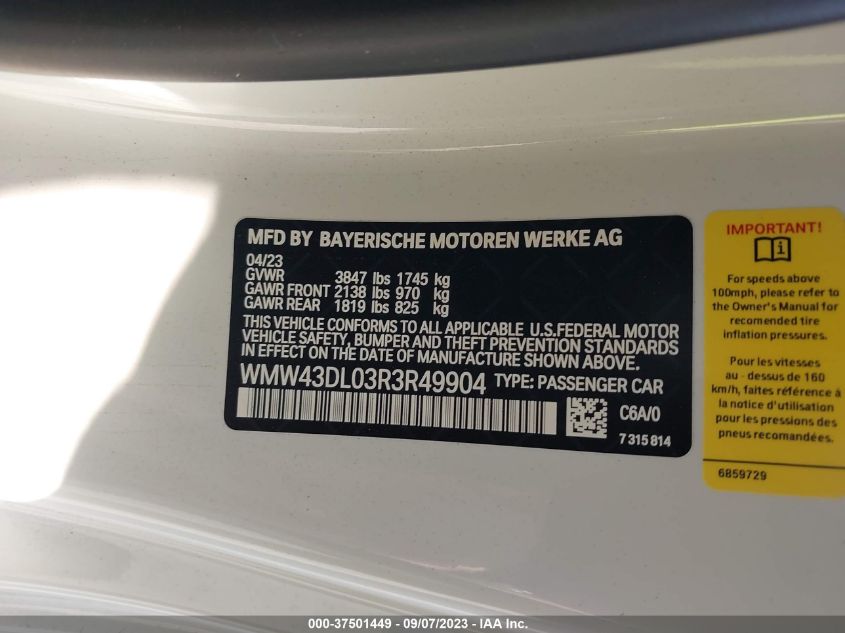 MFD BY BAYERISCHE MOTOREN WERKE AG
04/23
GVWR 3847 lbs 1745 kg
GAWR FRONT 2138 lbs 970 kg
GAWR REAR 1819 lbs 825 kg
THIS VEHICLE CONFORMS TO ALL APPLICABLE U.S.FEDERAL MOTOR
VEHICLE SAFETY, BUMPER AND THEFT PREVENTION STANDARDS
IN EFFECT ON THE DATE OF MANUFACTURE SHOWN ABOVE.
WMW43DL03R3R49904 TYPE: PASSENGER CAR
C6A/0
7 315 814
IMPORTANT!
For speeds above
100mph, please refer to
the Owner's Manual for
recomended tire
inflation pressures.
Pour les vitesses
au - dessus de 160
km/h, faites référence à
la notice d'utilisation
pour les pressions des
pneus recomandées.
6859729
000-37501449 - 09/07/2023 - IAA Inc.